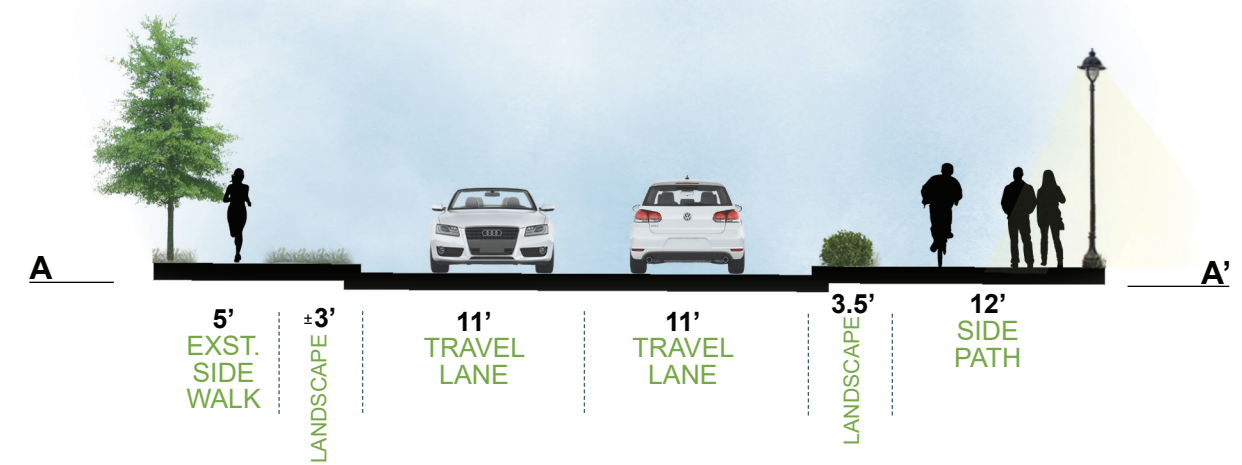 A
A’
5’
EXST.
SIDE
WALK
±3’
LANDSCAPE
11’
TRAVEL
LANE
11’
TRAVEL
LANE
3.5’
LANDSCAPE
12’
SIDE
PATH